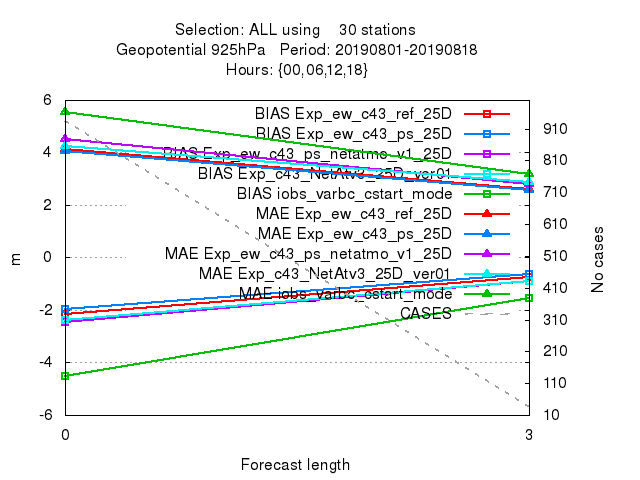 Selection: ALL using 30 stations
Geopotential 925hPa Period: 20190801-20190818
Hours: {00,06,12,18}
BIAS Exp_ew_c43_ref_25D
BIAS Exp_ew_c43_ps_25D
BIAS Exp_ew_c43_ps_netatmo_v1_25D
BIAS Exp_c43_NetAtv3_25D_ver01
BIAS iobs_varbc_cstart_mode
MAE Exp_ew_c43_ref_25D
MAE Exp_ew_c43_ps_25D
MAE Exp_ew_c43_ps_netatmo_v1_25D
MAE Exp_c43_NetAtv3_25D_ver01
MAE iobs_varbc_cstart_mode
CASES
6
4
2
0
-2
-4
-6
m
910
810
710
610
510
410
310
210
110
10
No cases
0
3
Forecast length